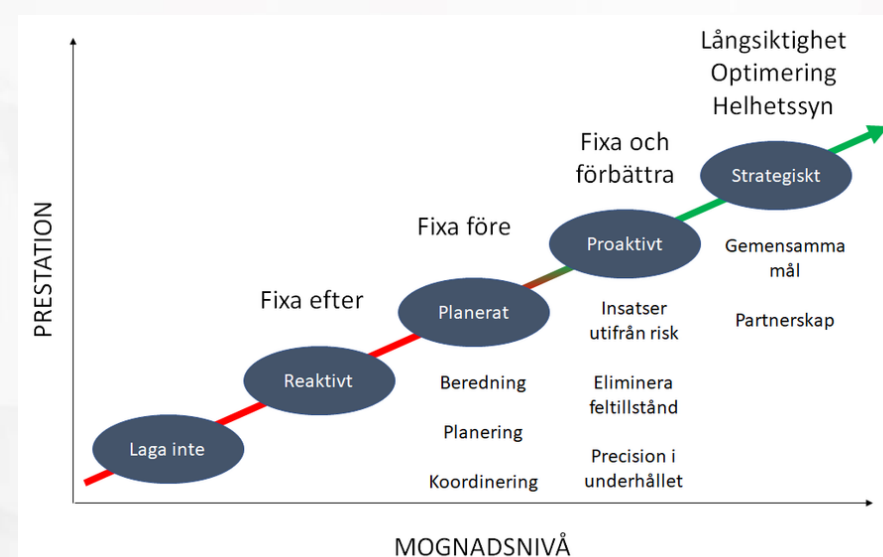 Långsiktighet
Optimering
Helhetssyn
Fixa och
förbättra
Strategiskt
Fixa före
Proaktivt
Gemensamma
mål
PRESTATION
Fixa efter
Planerat
Insatser
utifrån risk
Partnerskap
Reaktivt
Beredning
Eliminera
feltillstånd
Planering
Laga inte
Precision i
underhållet
Koordinering
MOGNADSNIVÅ